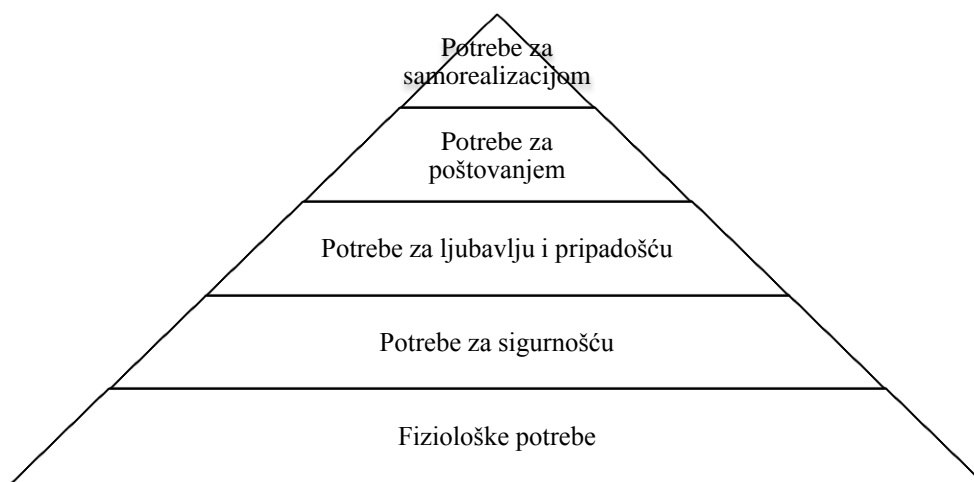 Potrebe za
samorealizacijom
Potrebe za
poštovanjem
Potrebe za ljubavlju i pripadošću
Potrebe za sigurnošću
Fiziološke potrebe